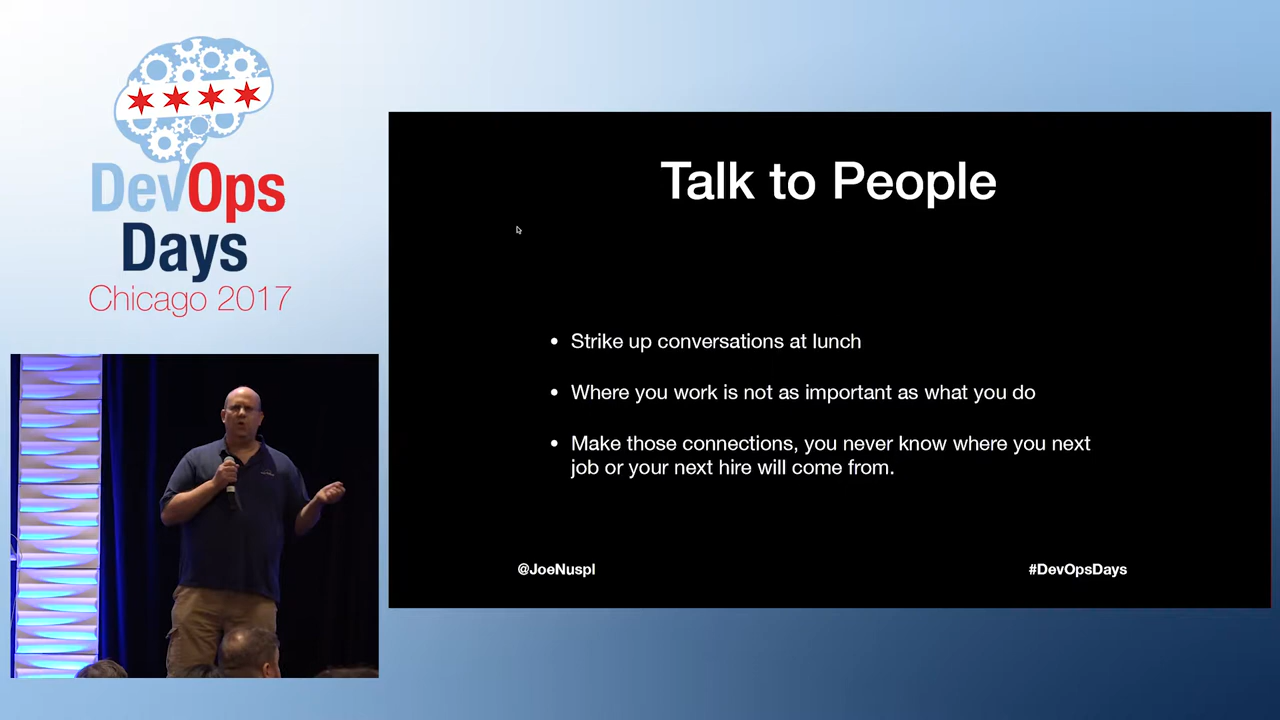 DevOps
Days
Chicago 2017
Talk to People
• Strike up conversations at lunch
• Where you work is not as important as what you do
• Make those connections, you never know where you next
job or your next hire will come from.
@JoeNuspl
#DevOpsDays